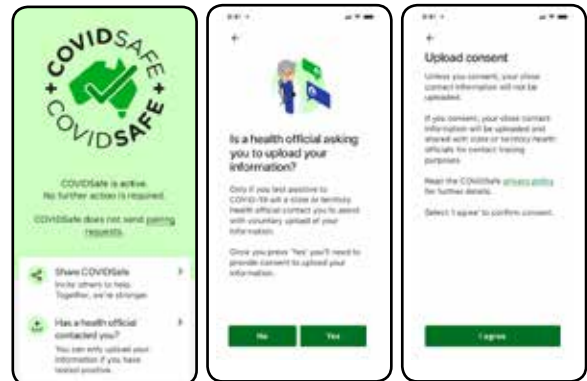 COVIDSAFE
COVIDSAFE
COVIDSafe is active.
No further action is required.
COVIDSafe does not send pairing
requests.
Share COVIDSafe
Invite others to help.
Together, we're stronger.
Has a health official
contacted you?
You can only upload your
information if you have
tested positive.
Is a health official asking
you to upload your
information?
Only if you test positive to
COVID-19 will a state or territory
health official contact you to assist
with voluntary upload of your
information.
Once you press 'Yes' you'll need to
provide consent to upload your
information.
No
Yes
Upload consent
Unless you consent, your close
contact information will not be
uploaded.
If you consent, your close contact
information will be uploaded and
shared with state or territory health
officials for contact tracing
purposes.
Read the COVIDSafe privacy policy
for further details.
Select 'I agree' to confirm consent.
I agree